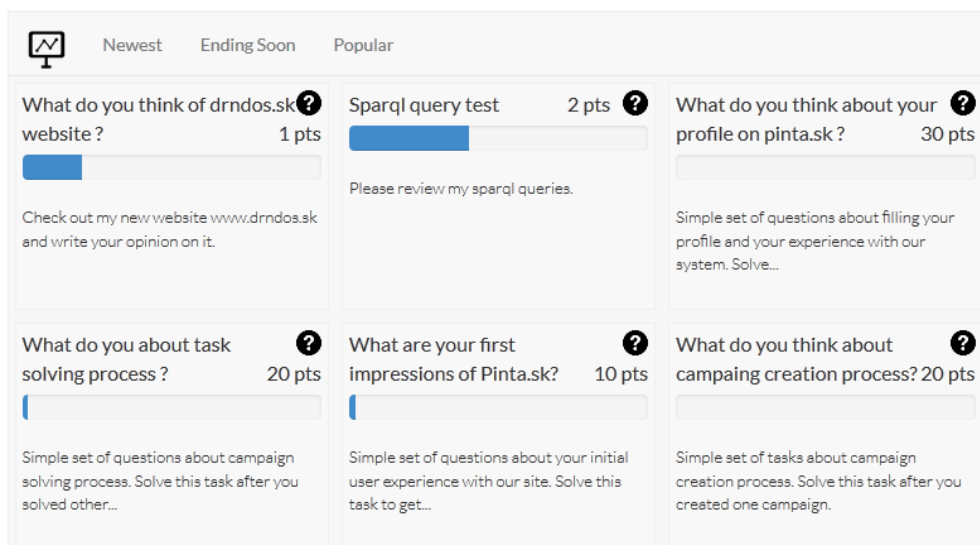 Newest Ending Soon Popular
What do you think of drndos.sk
website ? 1 pts
Check out my new website www.drndos.sk
and write your opinion on it.
Sparql query test 2 pts
Please review my sparql queries.
What do you think about your
profile on pinta.sk ? 30 pts
Simple set of questions about filling your
profile and your experience with our
system. Solve...
What do you about task
solving process ? 20 pts
Simple set of questions about campaign
solving process. Solve this task after you
solved other...
What are your first
impressions of Pinta.sk? 10 pts
Simple set of questions about your initial
user experience with our site. Solve this
task to get...
What do you think about
campaing creation process? 20 pts
Simple set of tasks about campaign
creation process. Solve this task after you
created one campaign.